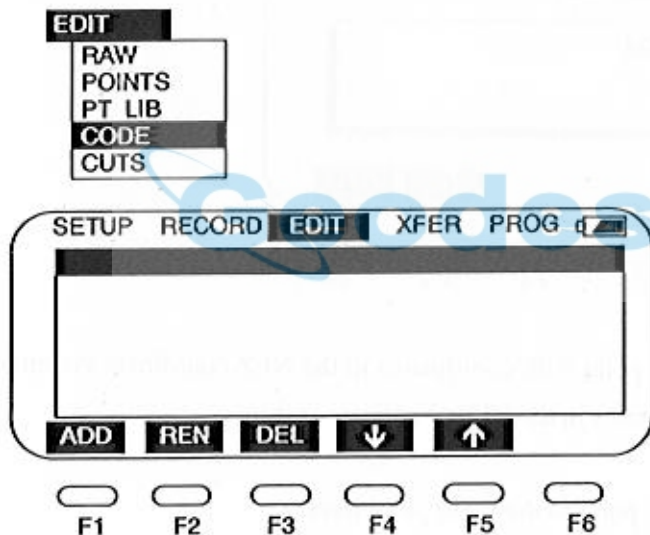 EDIT
RAW
POINTS
PT LIB
CODE
CUTS
Geodes
SETUP RECORD EDIT XFER PROG
ADD REN DEL ↓ ↑
F1 F2 F3 F4 F5 F6